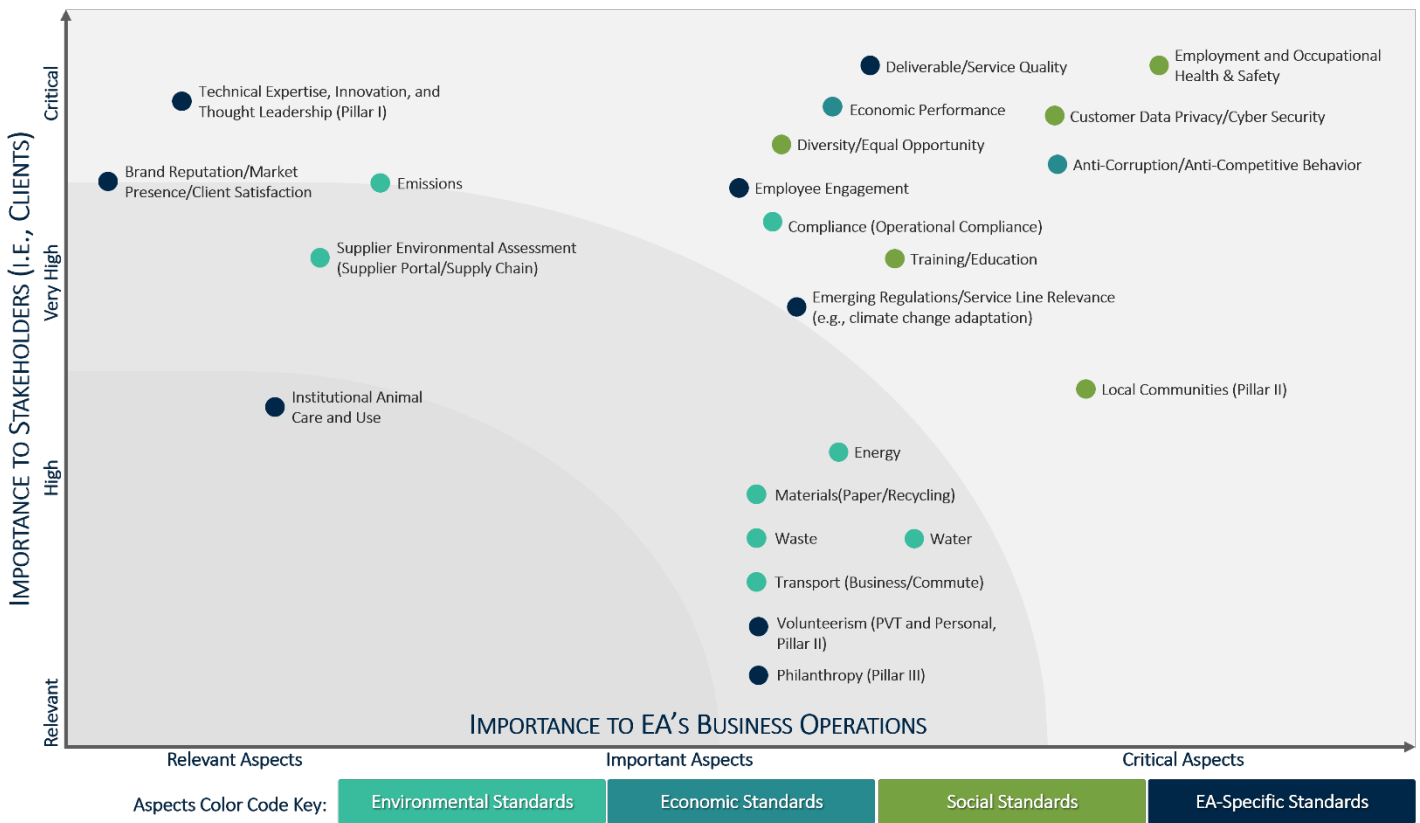 IMPORTANCE TO STAKEHOLDERS (I.E., CLIENTS)
Critical
Very High
High
Relevant
Deliverable/Service Quality
Employment and Occupational
Health & Safety
Technical Expertise, Innovation, and
Thought Leadership (Pillar I)
Economic Performance
Customer Data Privacy/Cyber Security
Diversity/Equal Opportunity
Anti-Corruption/Anti-Competitive Behavior
Brand Reputation/Market
Presence/Client Satisfaction
Emissions
Employee Engagement
Compliance (Operational Compliance)
Supplier Environmental Assessment
(Supplier Portal/Supply Chain)
Training/Education
Emerging Regulations/Service Line Relevance
(e.g., climate change adaptation)
Institutional Animal
Care and Use
Local Communities (Pillar II)
Energy
Materials(Paper/Recycling)
Waste
Water
Transport (Business/Commute)
Volunteerism (PVT and Personal,
Pillar II)
Philanthropy (Pillar III)
IMPORTANCE TO EA'S BUSINESS OPERATIONS
Relevant Aspects
Important Aspects
Critical Aspects
Aspects Color Code Key:
Environmental Standards
Economic Standards
Social Standards
EA-Specific Standards